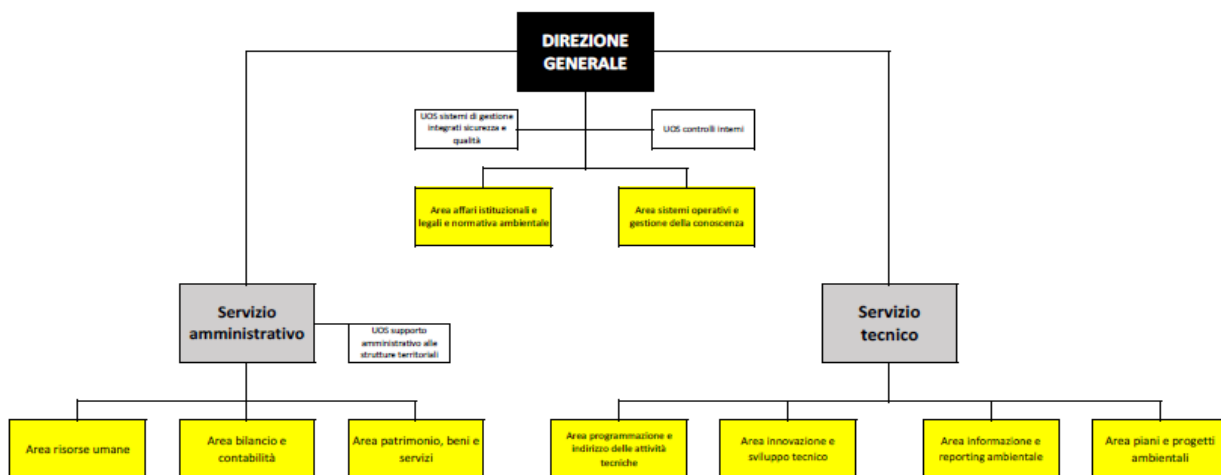 DIREZIONE
GENERALE
UOS sistemi di gestione
integrati sicurezza e
qualità
UOS controlli interni
Area affari istituzionali e
legali e normativa ambientale
Area sistemi operativi e
gestione della conoscenza
Servizio
amministrativo
UOS supporto
amministrativo alle
strutture territoriali
Servizio
tecnico
Area risorse umane
Area bilancio e
contabilità
Area patrimonio, beni e
servizi
Area programmazione e
indirizzo delle attività
tecniche
Area innovazione e
sviluppo tecnico
Area informazione e
reporting ambientale
Area piani e progetti
ambientali